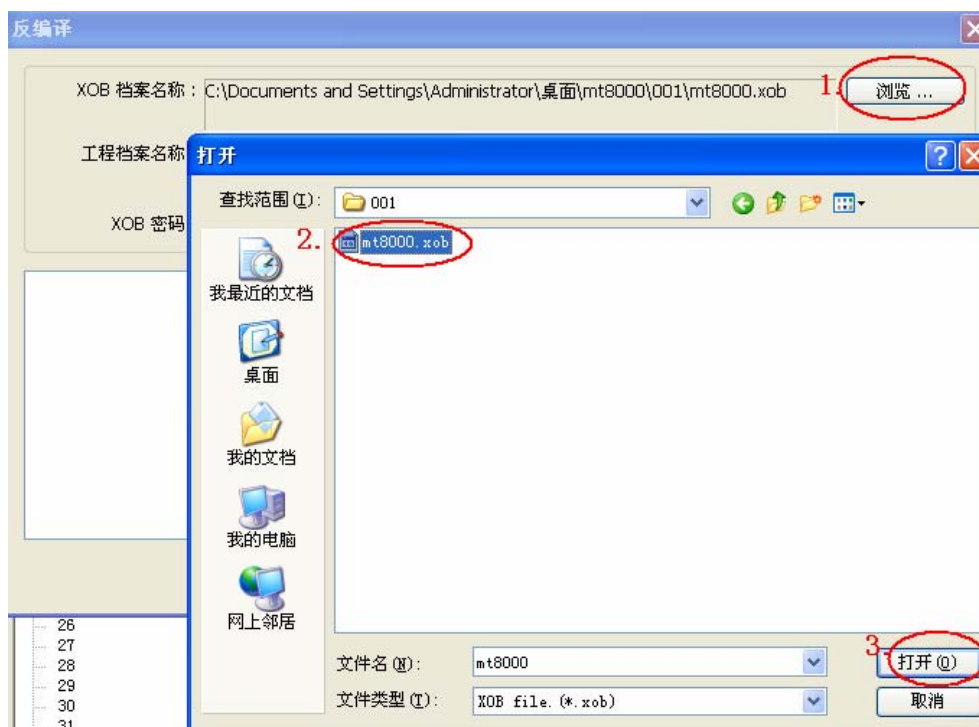 反编译
XOB 档案名称：C:\Documents and Settings\Administrator\桌面\mt8000\001\mt8000.xob 1. 浏览 ...
工程档案名称
XOB 密码
打开
查找范围(I): 001
2. mt8000.xob
我最近的文档
桌面
我的文档
我的电脑
网上邻居
26
27
28
29
30
31
文件名(N): mt8000 3. 打开(O)
文件类型(T): XOB file. (*.xob) 取消